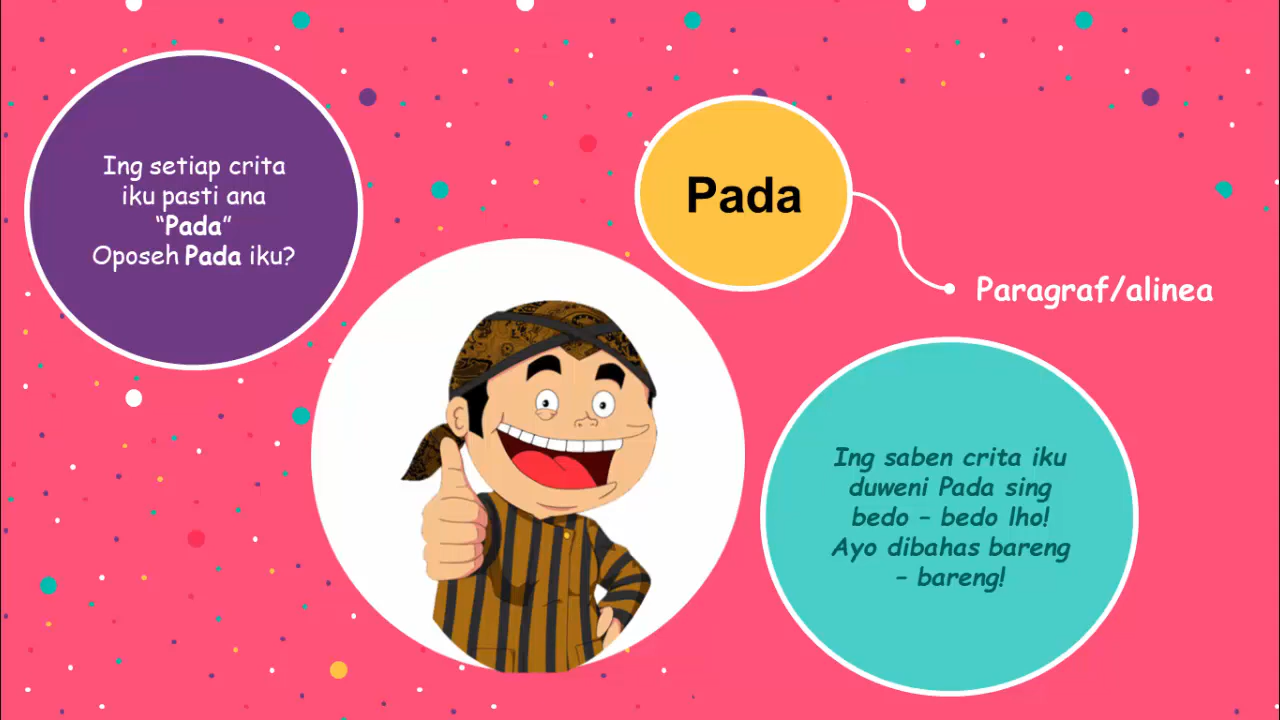 Ing setiap crita
iku pasti ana
“Pada”
Oposeh Pada iku?
Pada
Paragraf/alinea
Ing saben crita iku
duweni Pada sing
bedo – bedo lho!
Ayo dibahas bareng
– bareng!